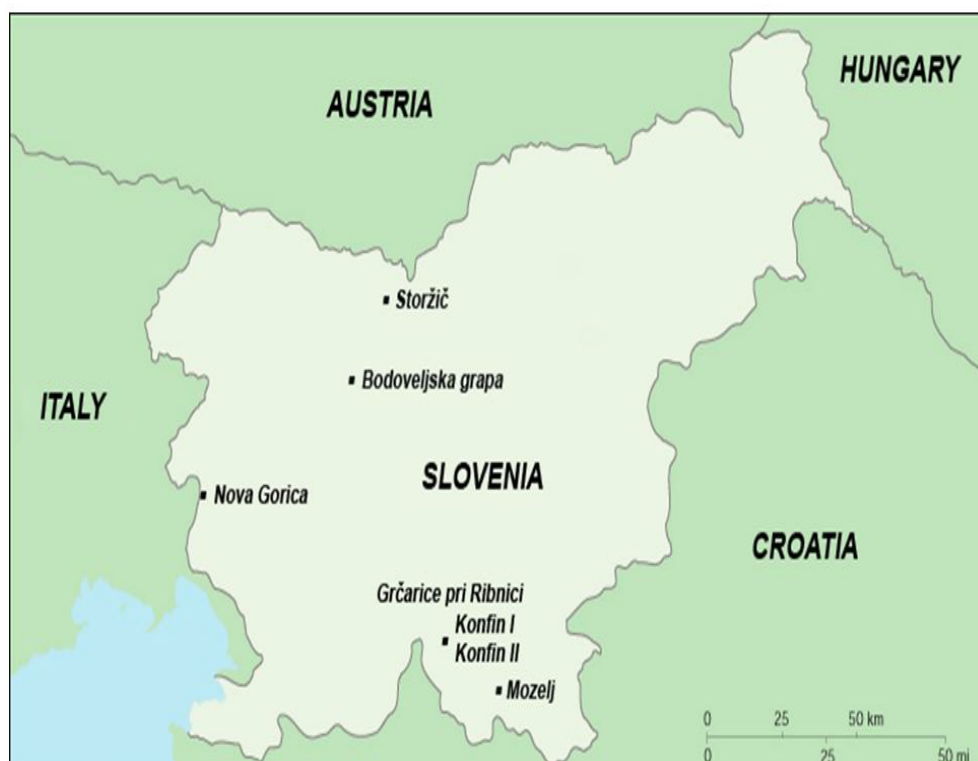 HUNGARY
AUSTRIA
Storžič
Bodoveljska grapa
ITALY
SLOVENIA
Nova Gorica
CROATIA
Grčarice pri Ribnici
Konfin I
Konfin II
Mozelj
0 25 50 km
0 25 50 mi